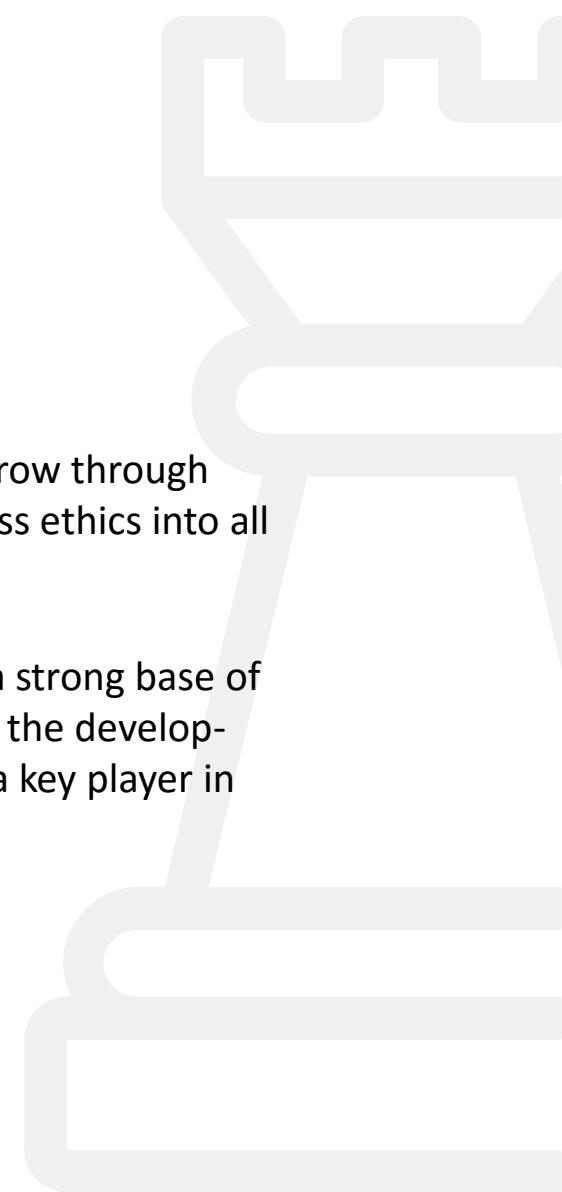 row through
ss ethics into all
strong base of
the develop-
a key player in